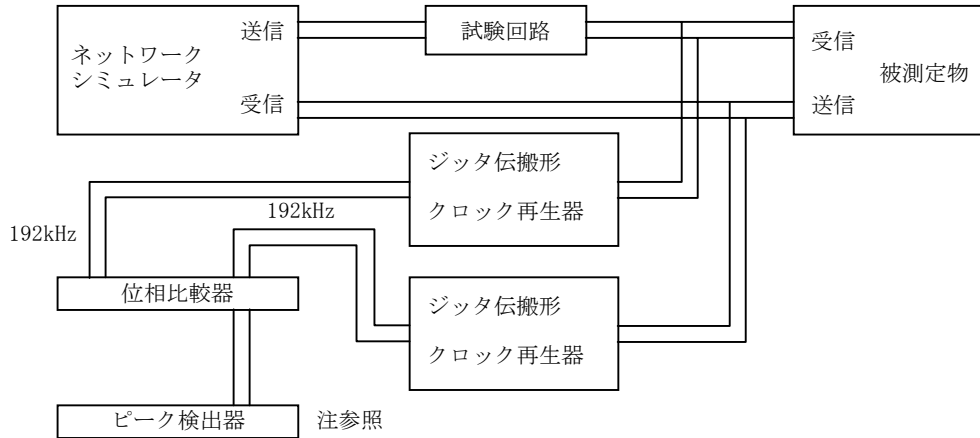 送信
試験回路
ネットワーク
シミュレータ
受信
受信
被測定物
送信
ジッタ伝搬形
クロック再生器
192kHz
192kHz
位相比較器
ジッタ伝搬形
クロック再生器
ピーク検出器
注参照